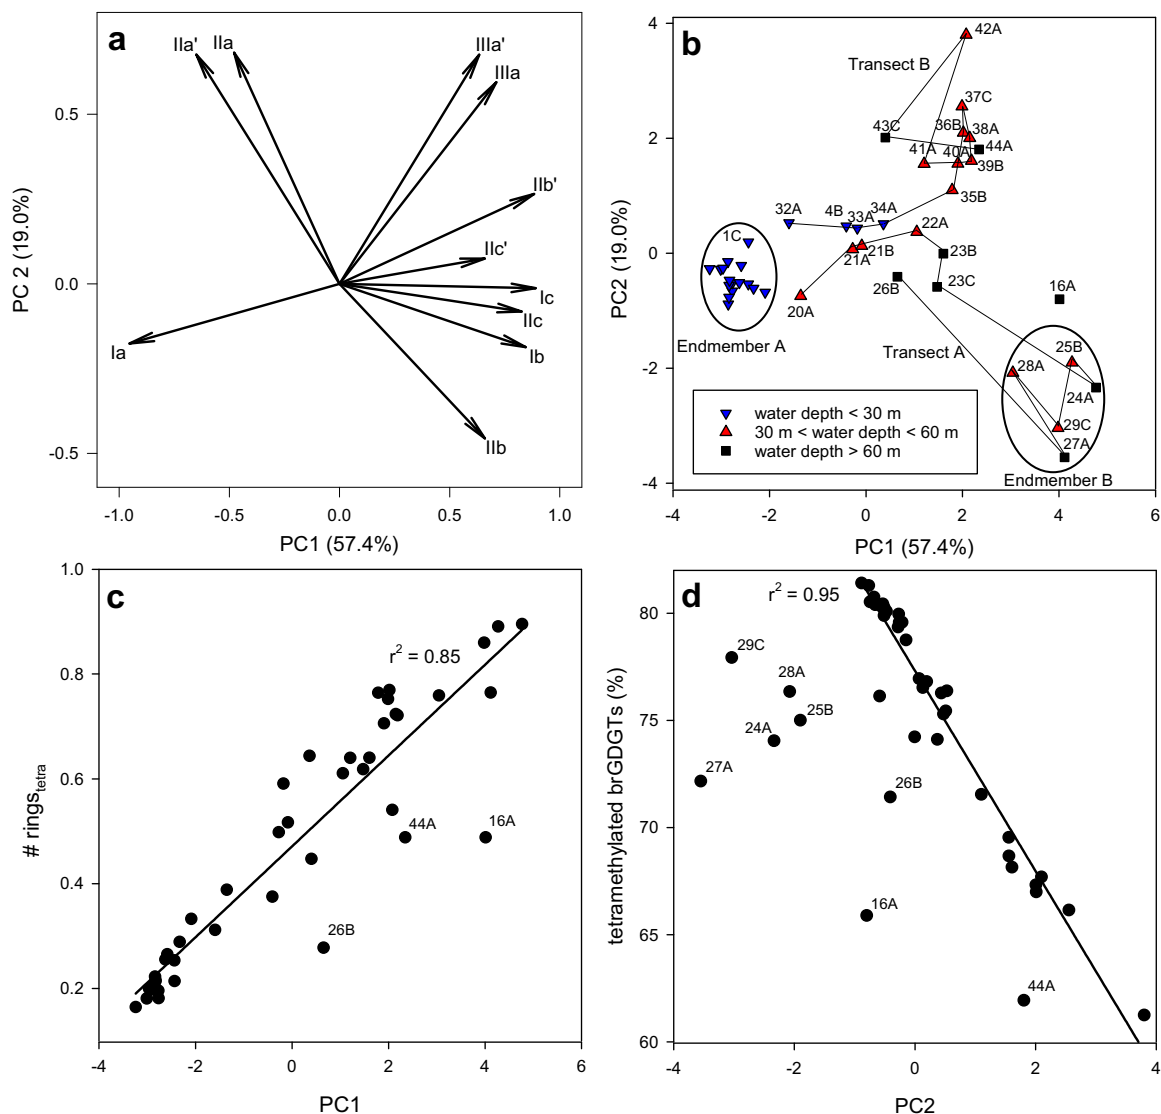 a
IIa'
IIa
IIIa'
IIIa
IIb'
IIc'
Ic
IIc
Ia
Ib
IIb
0.5
0.0
-0.5
PC 2 (19.0%)
-1.0
-0.5
0.0
0.5
1.0
PC1 (57.4%)
b
42A
Transect B
37C
43C
36B
38A
44A
41A
40A
39B
35B
32A
4B
33A
34A
22A
1C
21A
21B
23B
23C
26B
16A
20A
Endmember A
Transect A
25B
28A
24A
29C
27A
Endmember B
water depth < 30 m
30 m < water depth < 60 m
water depth > 60 m
4
2
0
-2
-4
PC2 (19.0%)
-4
-2
0
2
4
6
PC1 (57.4%)
c
r² = 0.85
44A
16A
26B
1.0
0.8
0.6
0.4
0.2
# rings tetra
-4
-2
0
2
4
6
PC1
d
r² = 0.95
29C
28A
25B
24A
27A
26B
16A
44A
80
75
70
65
60
tetramethylated brGDGTs (%)
-4
-2
0
2
4
PC2